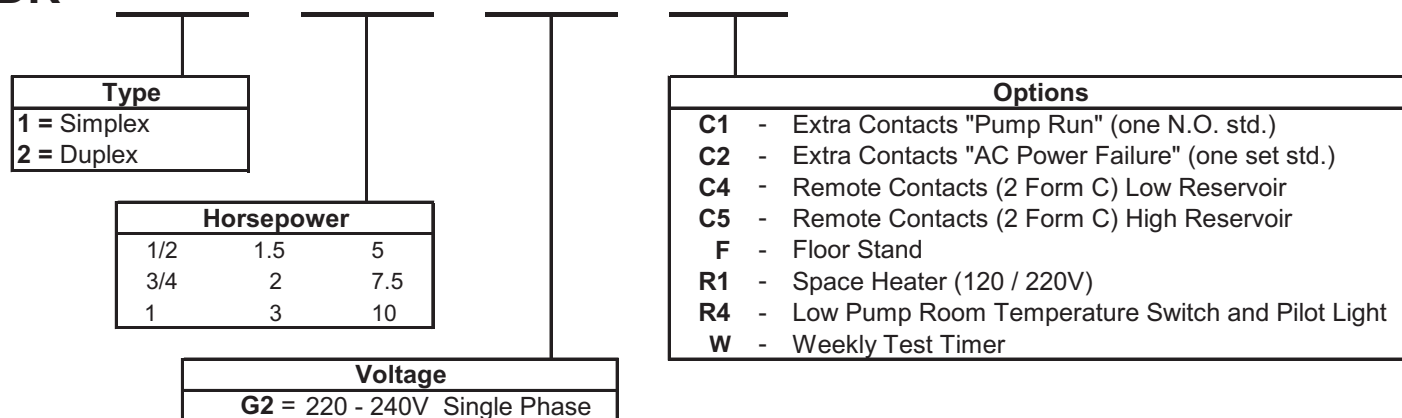 Type
1 = Simplex
2 = Duplex
Horsepower
1/2 1.5 5
3/4 2 7.5
1 3 10
Voltage
G2 = 220 - 240V Single Phase
Options
C1 - Extra Contacts "Pump Run" (one N.O. std.)
C2 - Extra Contacts "AC Power Failure" (one set std.)
C4 - Remote Contacts (2 Form C) Low Reservoir
C5 - Remote Contacts (2 Form C) High Reservoir
F - Floor Stand
R1 - Space Heater (120 / 220V)
R4 - Low Pump Room Temperature Switch and Pilot Light
W - Weekly Test Timer